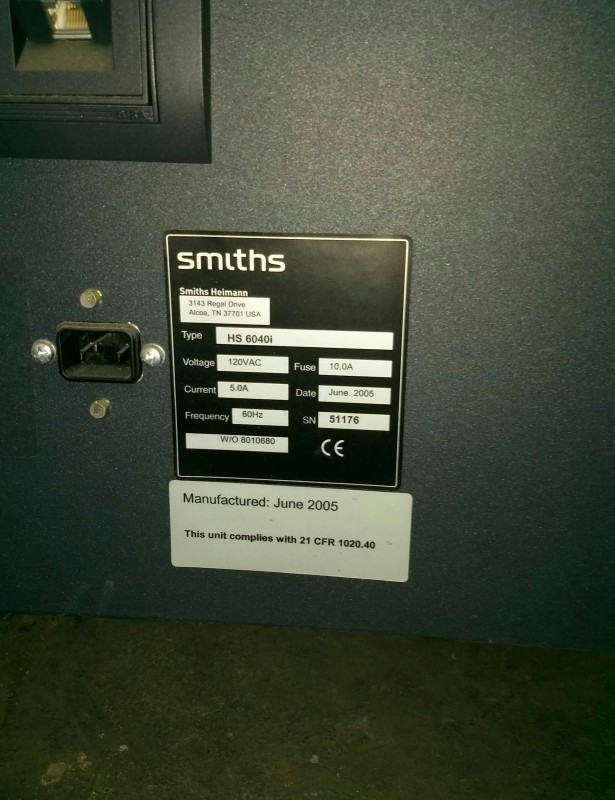 smiths
Smiths Heimann
3143 Regal Drive
Alcoa, TN 37701 USA
Type HS 6040i
Voltage 120VAC Fuse 10.0A
Current 5.0A Date June. 2005
Frequency 60Hz SN 51176
W/O 8010680 CE
Manufactured: June 2005
This unit complies with 21 CFR 1020.40